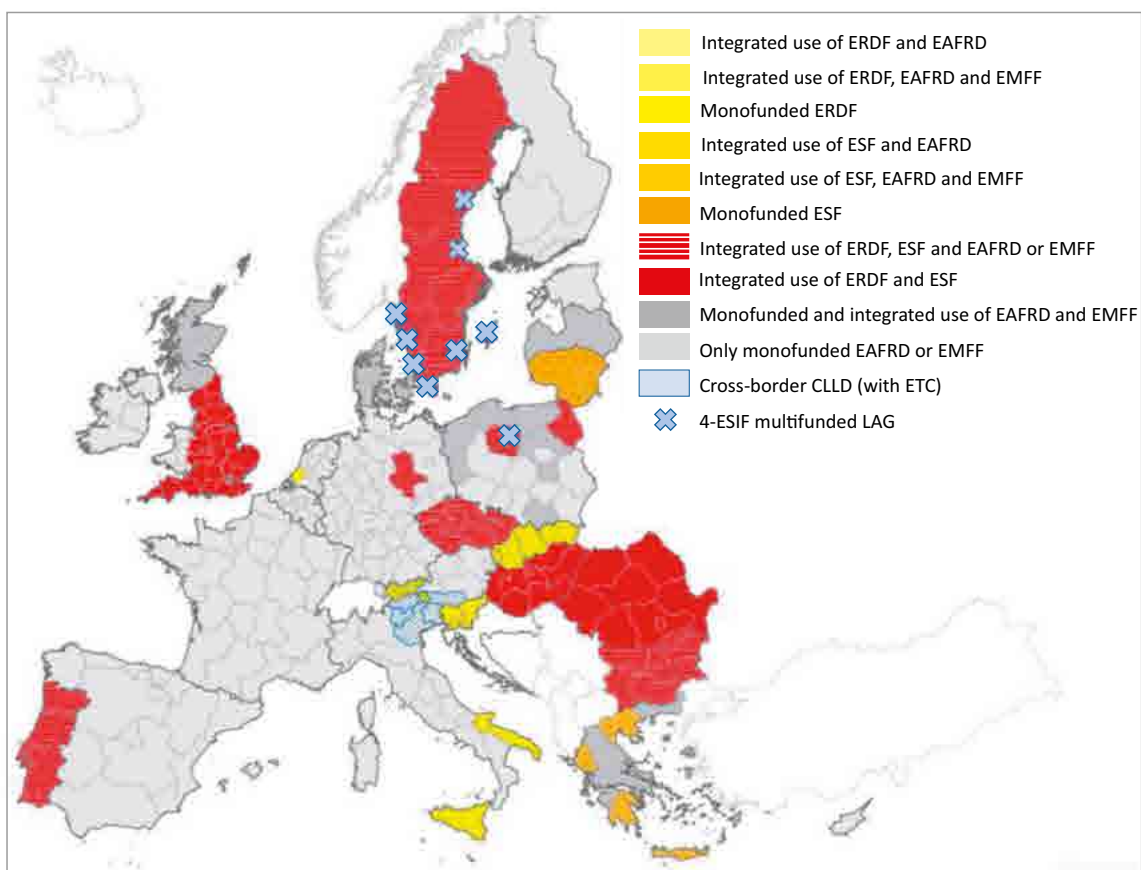 Integrated use of ERDF and EAFRD
Integrated use of ERDF, EAFRD and EMFF
Monofunded ERDF
Integrated use of ESF and EAFRD
Integrated use of ESF, EAFRD and EMFF
Monofunded ESF
Integrated use of ERDF, ESF and EAFRD or EMFF
Integrated use of ERDF and ESF
Monofunded and integrated use of EAFRD and EMFF
Only monofunded EAFRD or EMFF
Cross-border CLLD (with ETC)
4-ESIF multifunded LAG